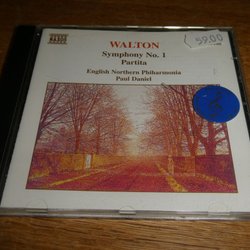 NAXOS
59.00
WALTON
Symphony No. 1
Partita
English Northern Philharmonia
Paul Daniel